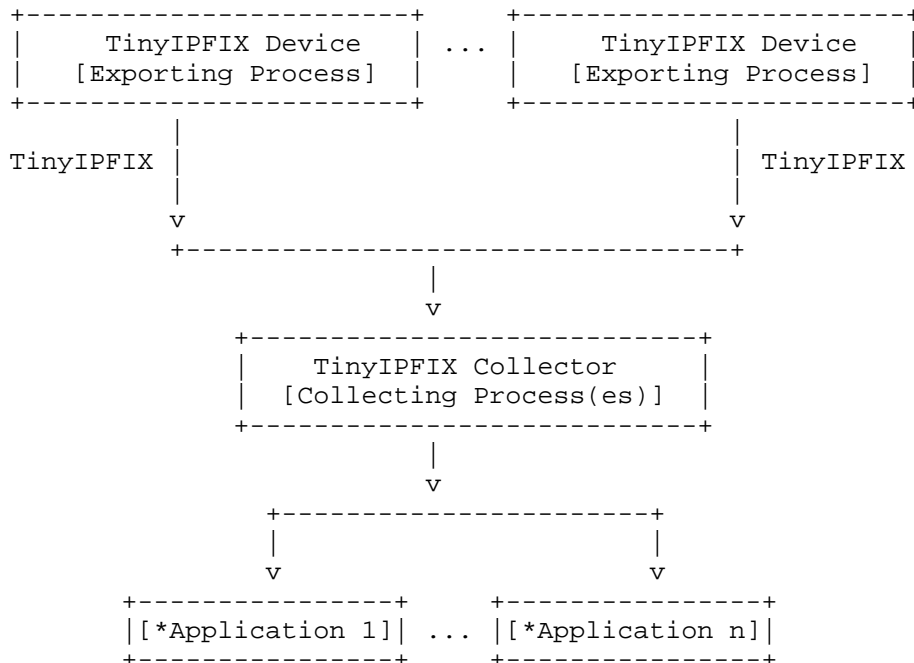 TinyIPFIX Device ... TinyIPFIX Device
[Exporting Process] [Exporting Process]
TinyIPFIX TinyIPFIX
v v
v
TinyIPFIX Collector
[Collecting Process(es)]
v
v v
[*Application 1] ... [*Application n]